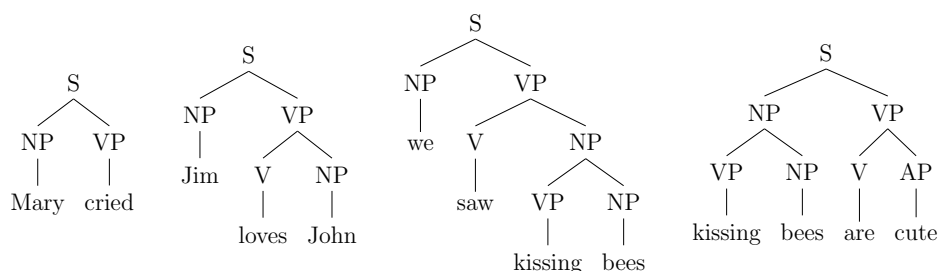 S
NP VP
Mary cried
S
NP VP
Jim V NP
loves John
S
NP VP
we V NP
saw VP NP
kissing bees
S
NP VP
VP NP V AP
kissing bees are cute